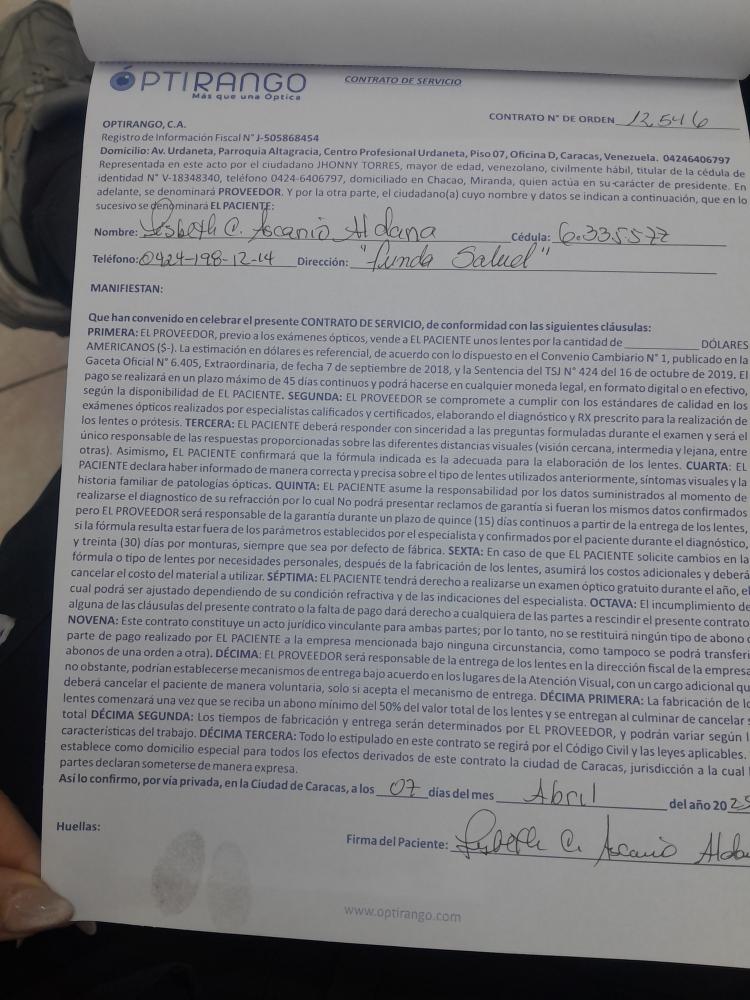 ÓPTIRANGO
Más que una Óptica
CONTRATO DE SERVICIO
CONTRATO N° DE ORDEN 12546
OPTIRANGO, C.A.
Registro de Información Fiscal N° J-505868454
Domicilio: Av. Urdaneta, Parroquia Altagracia, Centro Profesional Urdaneta, Piso 07, Oficina D, Caracas, Venezuela. 04246406797
Representada en este acto por el ciudadano JHONNY TORRES, mayor de edad, venezolano, civilmente hábil, titular de la cédula de
identidad N° V-18348340, teléfono 0424-6406797, domiciliado en Chacao, Miranda, quien actúa en su carácter de presidente. En
adelante, se denominará PROVEEDOR. Y por la otra parte, el ciudadano(a) cuyo nombre y datos se indican a continuación, que en lo
sucesivo se denominará EL PACIENTE:
Nombre: C. Ascanio Aldana Cédula: 6.335.577
Teléfono: 0424-198-12-14 Dirección: "Funda Salud"
MANIFIESTAN:
Que han convenido en celebrar el presente CONTRATO DE SERVICIO, de conformidad con las siguientes cláusulas:
PRIMERA: EL PROVEEDOR, previo a los exámenes ópticos, vende a EL PACIENTE unos lentes por la cantidad de DÓLARES
AMERICANOS ($-). La estimación en dólares es referencial, de acuerdo con lo dispuesto en el Convenio Cambiario N° 1, publicado en la
Gaceta Oficial N° 6.405, Extraordinaria, de fecha 7 de septiembre de 2018, y la Sentencia del TSJ N° 424 del 16 de octubre de 2019. El
pago se realizará en un plazo máximo de 45 días continuos y podrá hacerse en cualquier moneda legal, en formato digital o en efectivo,
según la disponibilidad de EL PACIENTE. SEGUNDA: EL PROVEEDOR se compromete a cumplir con los estándares de calidad en los
exámenes ópticos realizados por especialistas calificados y certificados, elaborando el diagnóstico y RX prescrito para la realización de
los lentes o prótesis. TERCERA: EL PACIENTE deberá responder con sinceridad a las preguntas formuladas durante el examen y será el
único responsable de las respuestas proporcionadas sobre las diferentes distancias visuales (visión cercana, intermedia y lejana, entre
otras). Asimismo, EL PACIENTE confirmará que la fórmula indicada es la adecuada para la elaboración de los lentes. CUARTA: EL
PACIENTE declara haber informado de manera correcta y precisa sobre el tipo de lentes utilizados anteriormente, síntomas visuales y la
historia familiar de patologías ópticas. QUINTA: EL PACIENTE asume la responsabilidad por los datos suministrados al momento de
realizarse el diagnostico de su refracción por lo cual No podrá presentar reclamos de garantía si fueran los mismos datos confirmados
pero EL PROVEEDOR será responsable de la garantía durante un plazo de quince (15) días continuos a partir de la entrega de los lentes,
si la fórmula resulta estar fuera de los parámetros establecidos por el especialista y confirmados por el paciente durante el diagnóstico,
y treinta (30) días por monturas, siempre que sea por defecto de fábrica. SEXTA: En caso de que EL PACIENTE solicite cambios en la
fórmula o tipo de lentes por necesidades personales, después de la fabricación de los lentes, asumirá los costos adicionales y deberá
cancelar el costo del material a utilizar. SÉPTIMA: EL PACIENTE tendrá derecho a realizarse un examen óptico gratuito durante el año, el
cual podrá ser ajustado dependiendo de su condición refractiva y de las indicaciones del especialista. OCTAVA: El incumplimiento de
alguna de las cláusulas del presente contrato o la falta de pago dará derecho a cualquiera de las partes a rescindir el presente contrato
NOVENA: Este contrato constituye un acto jurídico vinculante para ambas partes; por lo tanto, no se restituirá ningún tipo de abono o
parte de pago realizado por EL PACIENTE a la empresa mencionada bajo ninguna circunstancia, como tampoco se podrá transferi
abonos de una orden a otra). DÉCIMA: EL PROVEEDOR será responsable de la entrega de los lentes en la dirección fiscal de la empresa
no obstante, podrían establecerse mecanismos de entrega bajo acuerdo en los lugares de la Atención Visual, con un cargo adicional qu
deberá cancelar el paciente de manera voluntaria, solo si acepta el mecanismo de entrega. DÉCIMA PRIMERA: La fabricación de lo
lentes comenzará una vez que se reciba un abono mínimo del 50% del valor total de los lentes y se entregan al culminar de cancelar s
total DÉCIMA SEGUNDA: Los tiempos de fabricación y entrega serán determinados por EL PROVEEDOR, y podrán variar según l
características del trabajo. DÉCIMA TERCERA: Todo lo estipulado en este contrato se regirá por el Código Civil y las leyes aplicables.
establece como domicilio especial para todos los efectos derivados de este contrato la ciudad de Caracas, jurisdicción a la cual l
partes declaran someterse de manera expresa.
Así lo confirmo, por vía privada, en la Ciudad de Caracas, a los 07 días del mes Abril del año 2025
Huellas:
Firma del Paciente: C. Ascanio Aldana
www.optirango.com